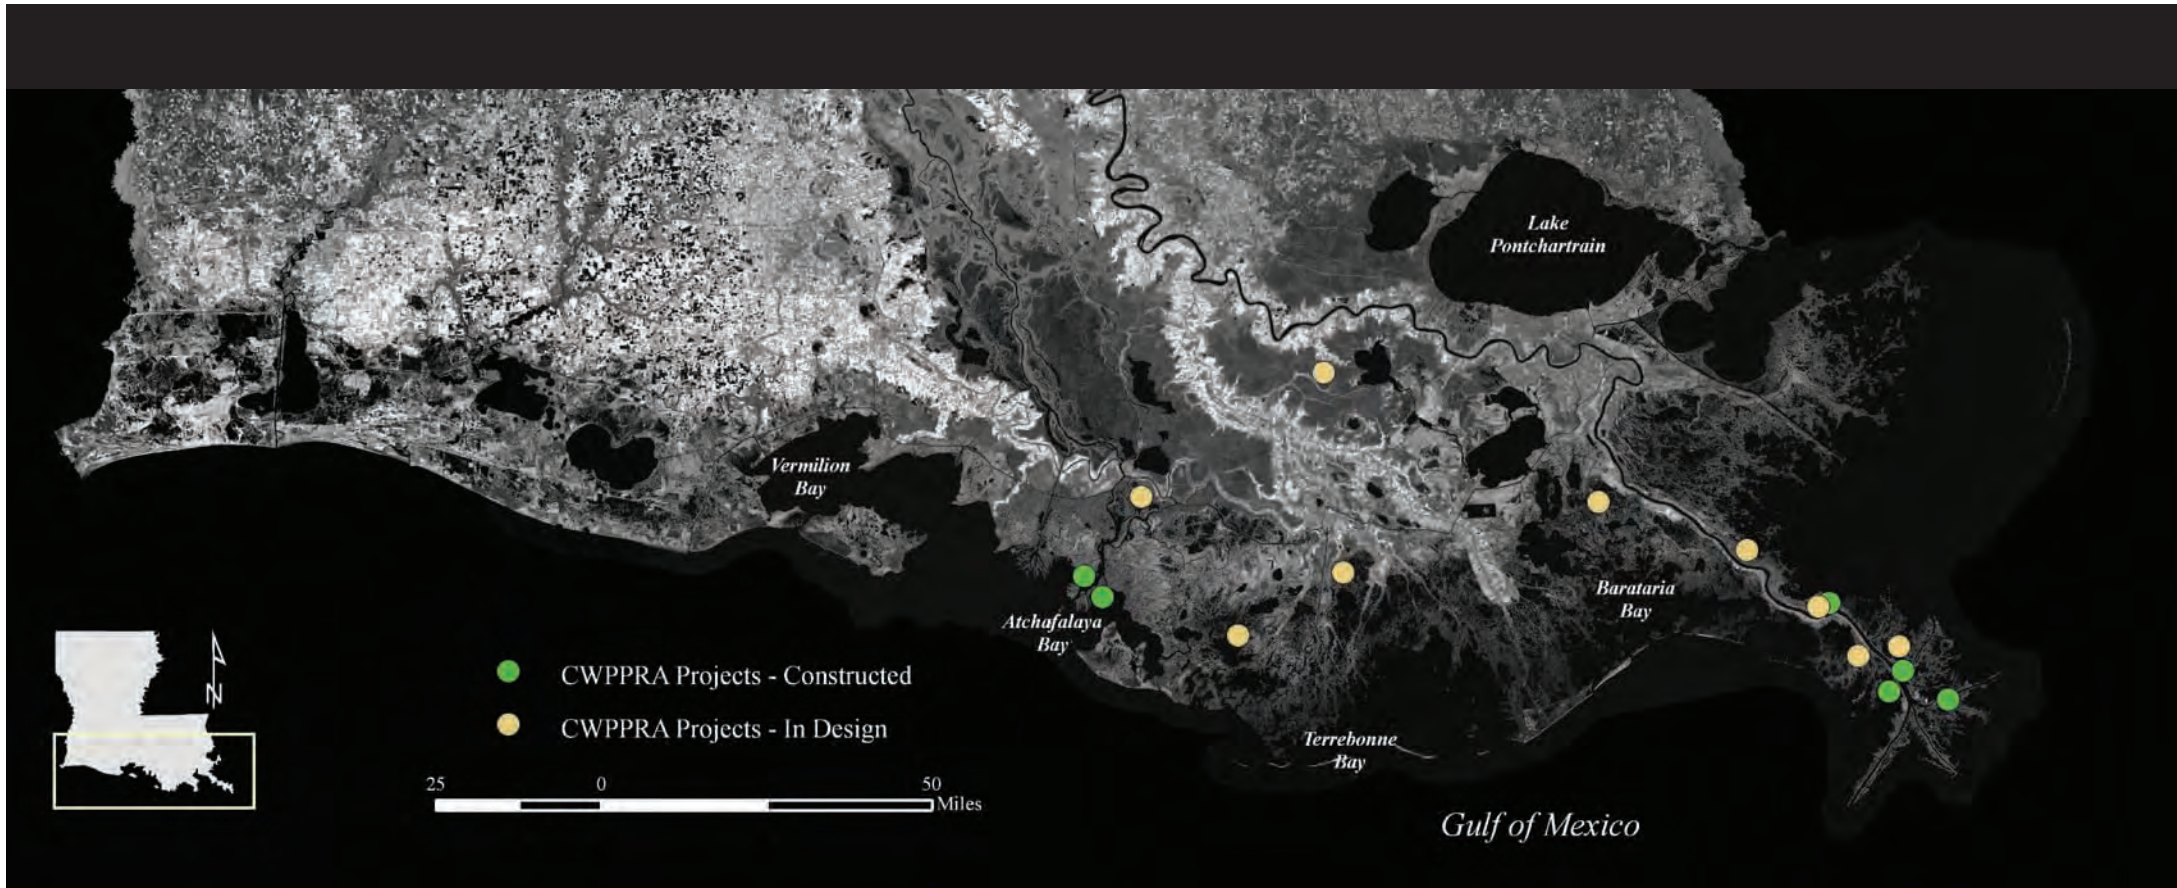 Lake
Pontchartrain
Vermilion
Bay
Barataria
Bay
Atchafalaya
Bay
N
CWPPRA Projects - Constructed
CWPPRA Projects - In Design
Terrebonne
Bay
25 0 50
Miles
Gulf of Mexico